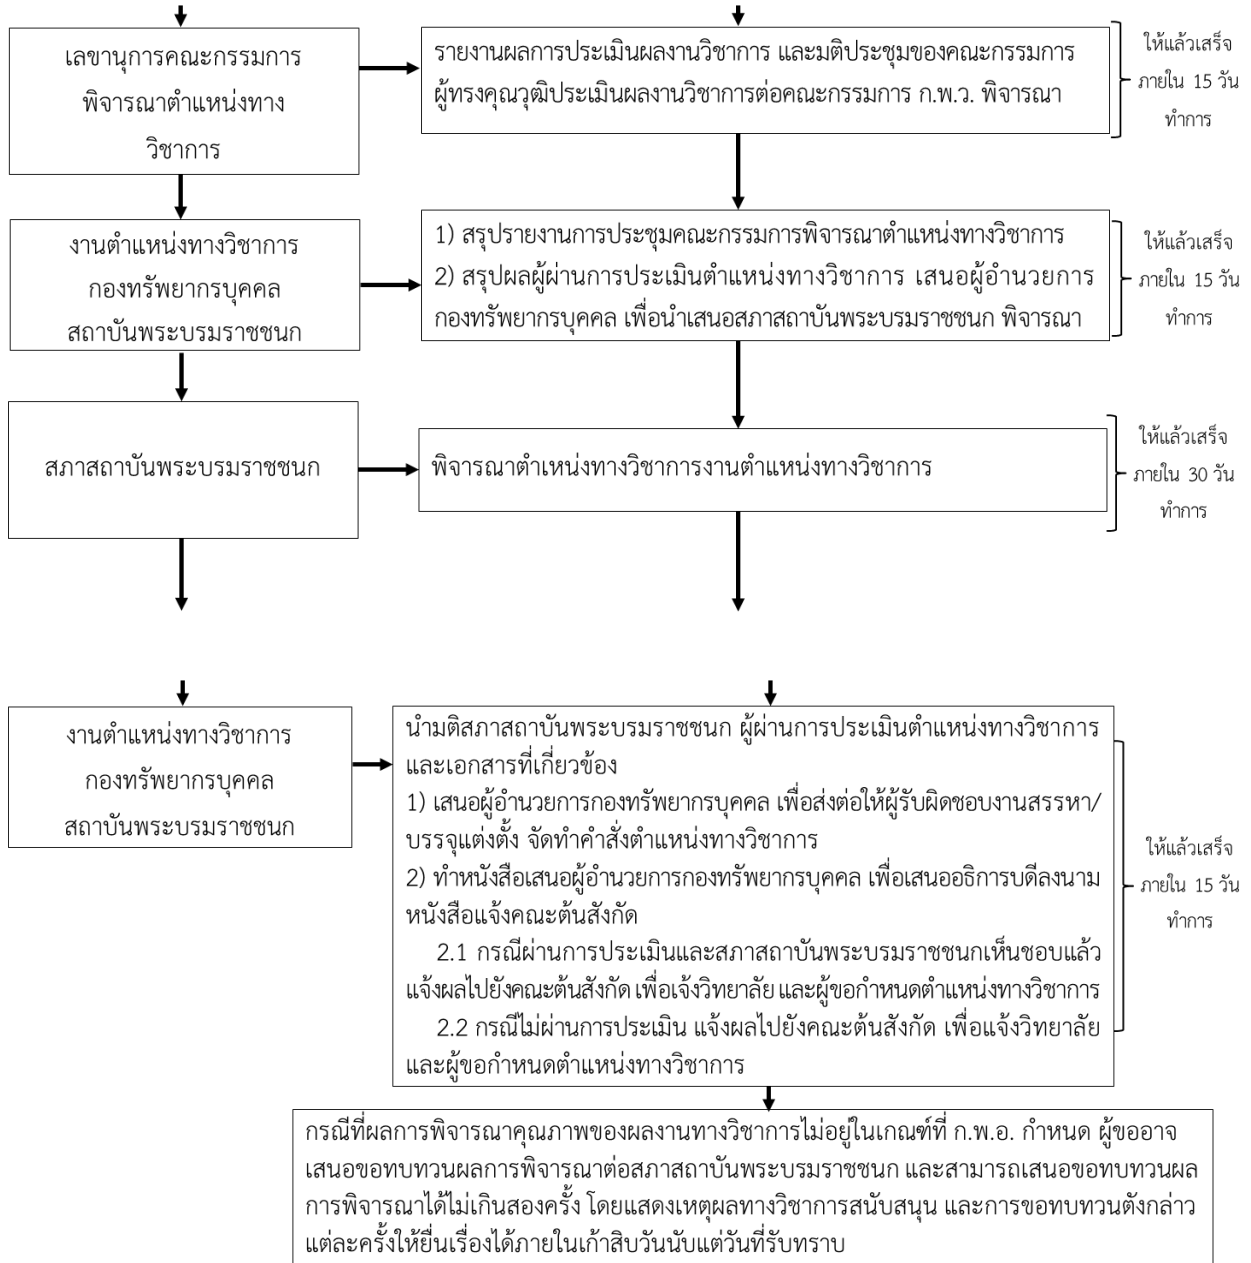 เลขานุการคณะกรรมการ
พิจารณาตำแหน่งทาง
วิชาการ
รายงานผลการประเมินผลงานวิชาการ และมติประชุมของคณะกรรมการ
ผู้ทรงคุณวุฒิประเมินผลงานวิชาการต่อคณะกรรมการ ก.พ.ว. พิจารณา
ให้แล้วเสร็จ
ภายใน 15 วัน
ทำการ
งานตำแหน่งทางวิชาการ
กองทรัพยากรบุคคล
สถาบันพระบรมราชชนก
1) สรุปรายงานการประชุมคณะกรรมการพิจารณาตำแหน่งทางวิชาการ
2) สรุปผลผู้ผ่านการประเมินตำแหน่งทางวิชาการ เสนอผู้อำนวยการ
กองทรัพยากรบุคคล เพื่อนำเสนอสภาสถาบันพระบรมราชชนก พิจารณา
ให้แล้วเสร็จ
ภายใน 15 วัน
ทำการ
สภาสถาบันพระบรมราชชนก
พิจารณาตำเหน่งทางวิชาการงานตำแหน่งทางวิชาการ
ให้แล้วเสร็จ
ภายใน 30 วัน
ทำการ
งานตำแหน่งทางวิชาการ
กองทรัพยากรบุคคล
สถาบันพระบรมราชชนก
นำมติสภาสถาบันพระบรมราชชนก ผู้ผ่านการประเมินตำแหน่งทางวิชาการ
และเอกสารที่เกี่ยวข้อง
1) เสนอผู้อำนวยการกองทรัพยากรบุคคล เพื่อส่งต่อให้ผู้รับผิดชอบงานสรรหา/
บรรจุแต่งตั้ง จัดทำคำสั่งตำแหน่งทางวิชาการ
2) ทำหนังสือเสนอผู้อำนวยการกองทรัพยากรบุคคล เพื่อเสนออธิการบดีลงนาม
หนังสือแจ้งคณะต้นสังกัด
2.1 กรณีผ่านการประเมินและสภาสถาบันพระบรมราชชนกเห็นชอบแล้ว
แจ้งผลไปยังคณะต้นสังกัด เพื่อเจ้งวิทยาลัย และผู้ขอกำหนดตำแหน่งทางวิชาการ
2.2 กรณีไม่ผ่านการประเมิน แจ้งผลไปยังคณะต้นสังกัด เพื่อแจ้งวิทยาลัย
และผู้ขอกำหนดตำแหน่งทางวิชาการ
ให้แล้วเสร็จ
ภายใน 15 วัน
ทำการ
กรณีที่ผลการพิจารณาคุณภาพของผลงานทางวิชาการไม่อยู่ในเกณฑ์ที่ ก.พ.อ. กำหนด ผู้ขออาจ
เสนอขอทบทวนผลการพิจารณาต่อสภาสถาบันพระบรมราชชนก และสามารถเสนอขอทบทวนผล
การพิจารณาได้ไม่เกินสองครั้ง โดยแสดงเหตุผลทางวิชาการสนับสนุน และการขอทบทวนดังกล่าว
แต่ละครั้งให้ยื่นเรื่องได้ภายในเก้าสิบวันนับแต่วันที่รับทราบ